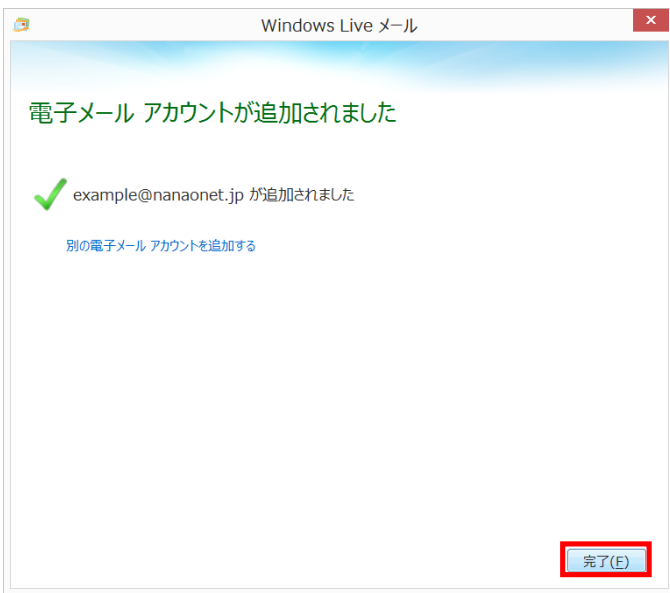 Windows Live メール
電子メール アカウントが追加されました
example@nanaonet.jp が追加されました
別の電子メール アカウントを追加する
完了(F)